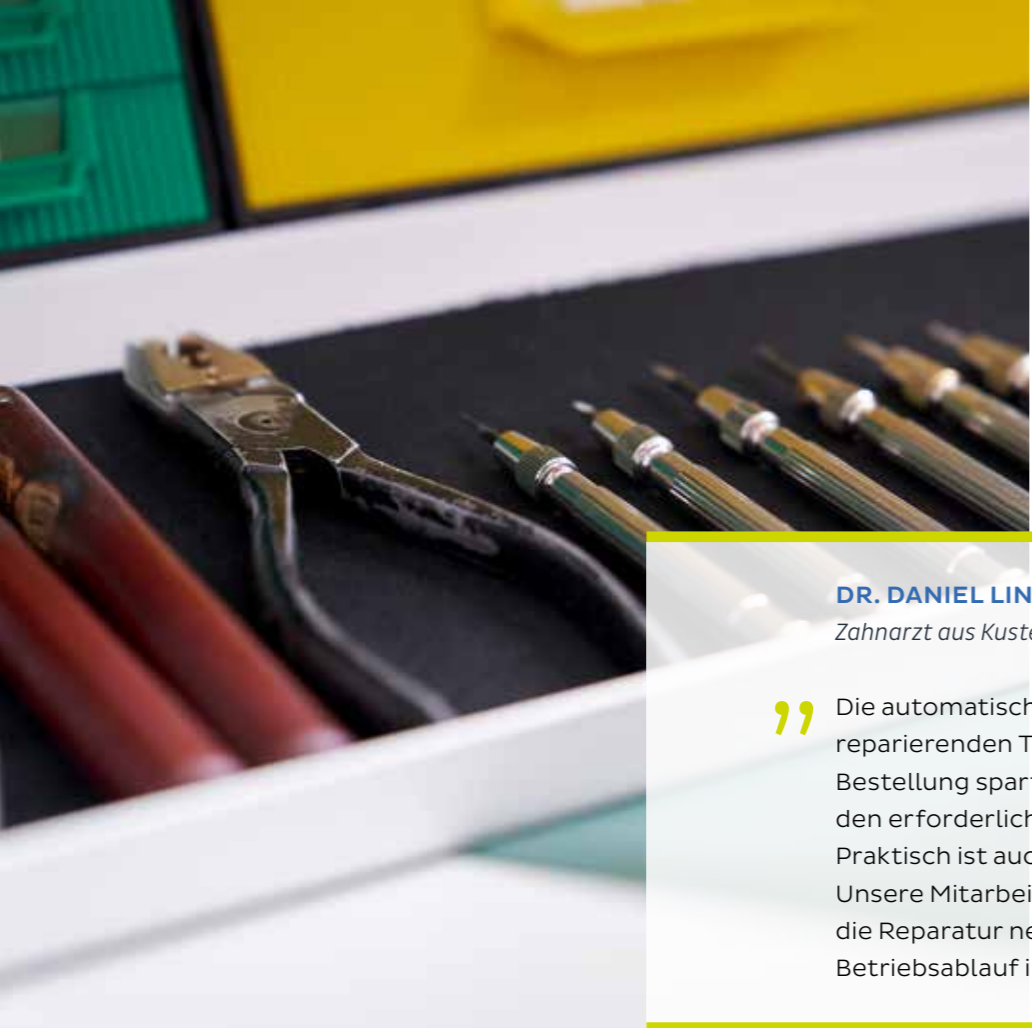 DR. DANIEL LIN
Zahnarzt aus Kuste
„
Die automatisch
reparierenden T
Bestellung spar
den erforderlich
Praktisch ist auc
Unsere Mitarbei
die Reparatur ne
Betriebsablauf i